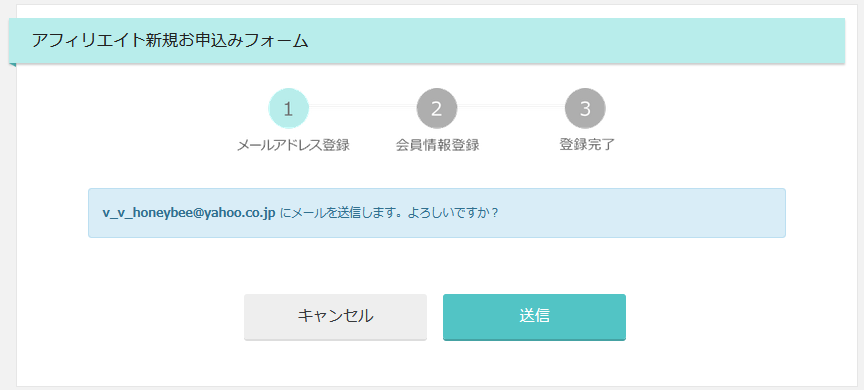 アフィリエイト新規お申込みフォーム
1 2 3
メールアドレス登録 会員情報登録 登録完了
v_v_honeybee@yahoo.co.jp にメールを送信します。よろしいですか？
キャンセル 送信